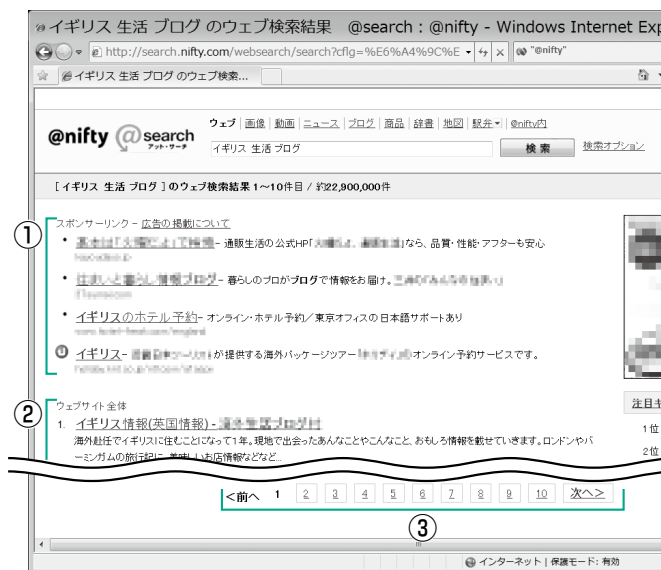 イギリス 生活 ブログ のウェブ検索結果 @search : @nifty - Windows Internet Exp
http://search.nifty.com/websearch/search?cflg=%E6%A4%9C%E
"@nifty"
イギリス 生活 ブログ のウェブ検索...
ウェブ | 画像 | 動画 | ニュース | ブログ | 商品 | 辞書 | 地図 | 駅弁 | @nifty内
@nifty @search
アット・サーチ
イギリス 生活 ブログ 検索 検索オプション
[ イギリス 生活 ブログ ] のウェブ検索結果 1～10件目 / 約22,900,000件
①
スポンサーリンク - 広告の掲載について
- 通販生活の公式HP「 」なら、品質・性能・アフターも安心
- 暮らしのプロがブログで情報をお届け。
イギリスのホテル予約- オンライン・ホテル予約／東京オフィスの日本語サポートあり
イギリス- が提供する海外パッケージツアー「 」のオンライン予約サービスです。
②
ウェブサイト全体
1. イギリス情報(英国情報) -
海外赴任でイギリスに住むことになって1年。現地で出会ったあんなことやこんなこと、おもしろ情報を載せていきます。ロンドンやバ
ーミンガムの旅行記に、美味しいお店情報などなど...
注目キ
1位
2位
<前へ 1 2 3 4 5 6 7 8 9 10 次へ>
③
インターネット | 保護モード: 有効